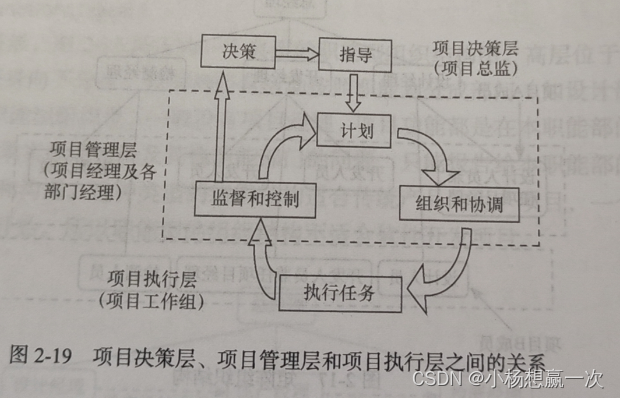 决策
指导
项目决策层
(项目总监)
计划
项目管理层
(项目经理及各
部门经理)
监督和控制
组织和协调
项目执行层
(项目工作组)
执行任务
图 2-19 项目决策层、项目管理层和项目执行层之间的关系
CSDN @小杨想赢一次